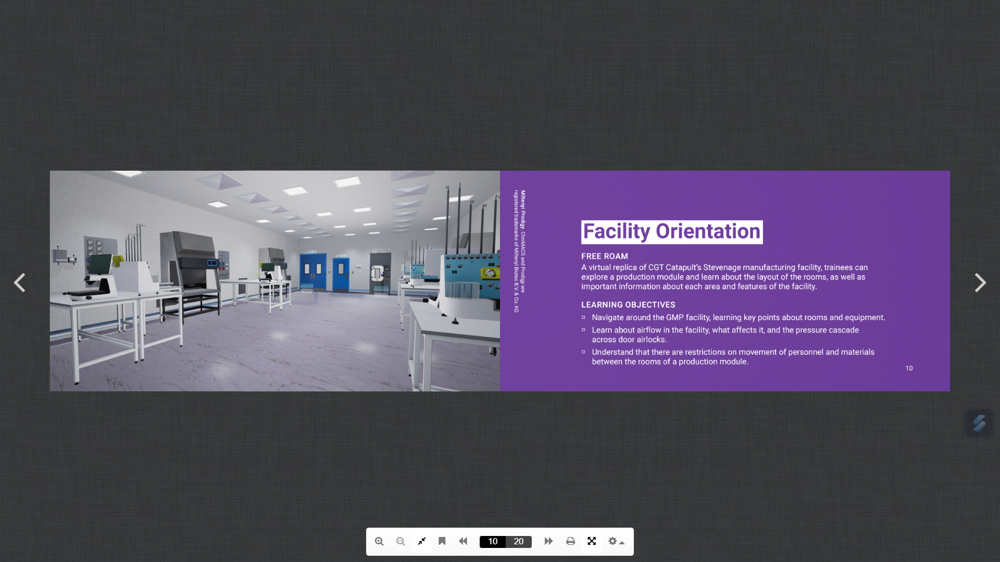 Miltenyi Prodigy. CliniMACS and Prodigy are
registered trademarks of Miltenyi Biotec B.V. & Co. KG
Facility Orientation
FREE ROAM
A virtual replica of CGT Catapult’s Stevenage manufacturing facility, trainees can
explore a production module and learn about the layout of the rooms, as well as
important information about each area and features of the facility.
LEARNING OBJECTIVES
Navigate around the GMP facility, learning key points about rooms and equipment.
Learn about airflow in the facility, what affects it, and the pressure cascade
across door airlocks.
Understand that there are restrictions on movement of personnel and materials
between the rooms of a production module.
10
10 20